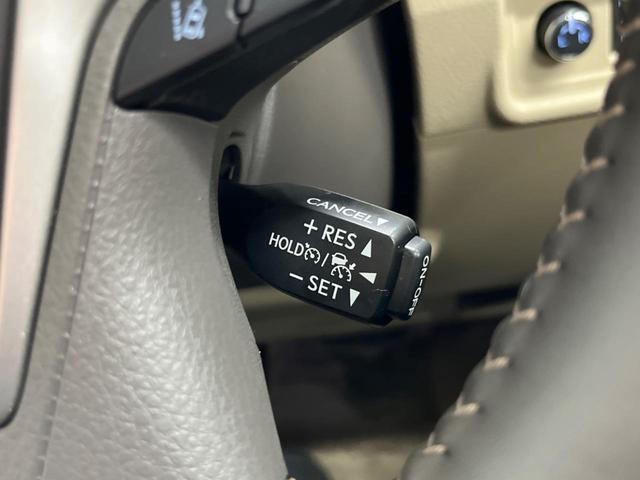 CANCEL▼
+ RES ▲
HOLD / ◀
− SET ▼
ON-OFF